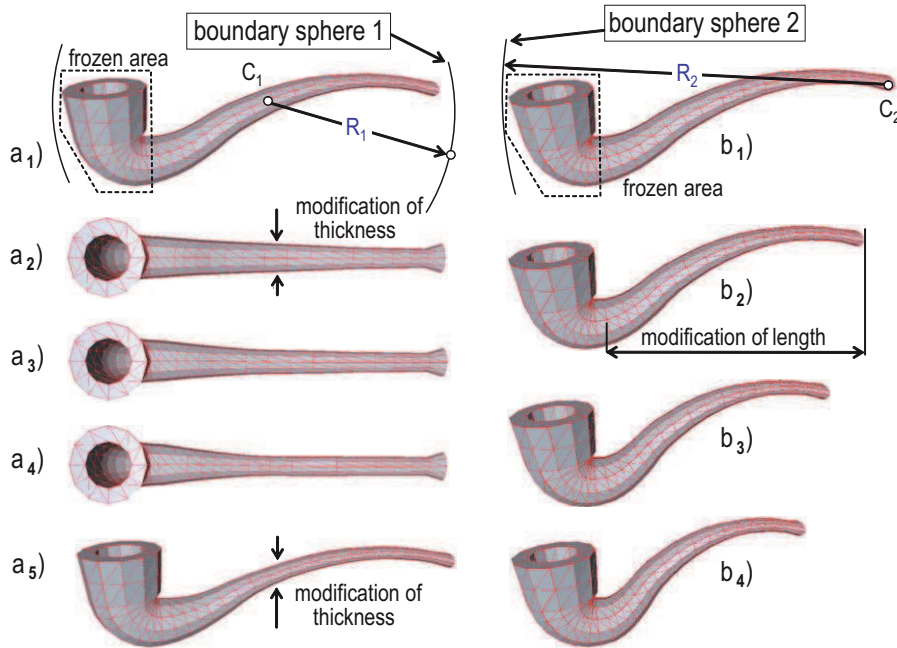 boundary sphere 1
frozen area
C1
R1
a1)
modification of
thickness
a2)
a3)
a4)
a5)
modification of
thickness
boundary sphere 2
R2
C2
b1)
frozen area
b2)
modification of length
b3)
b4)